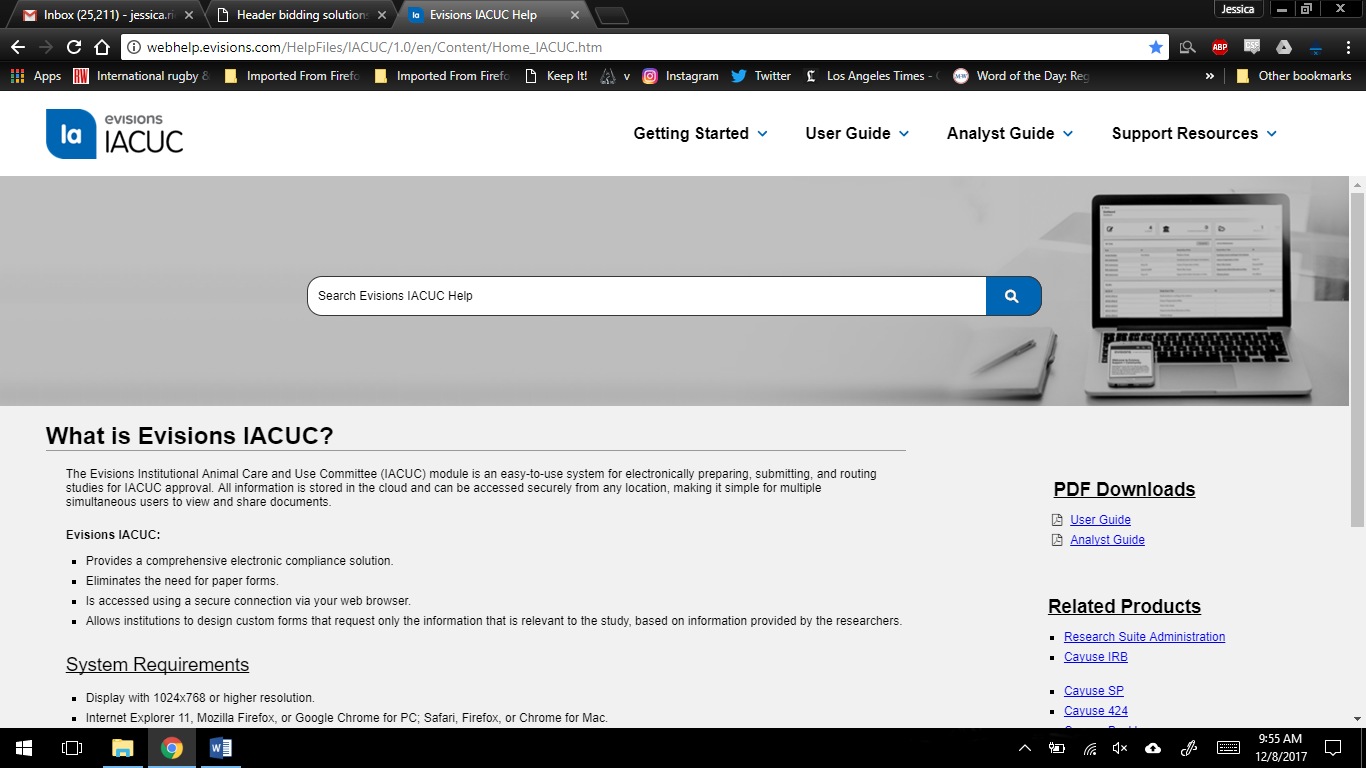 Inbox (25,211) - jessica.ri
Header bidding solutions
Ia Evisions IACUC Help
Jessica
webhelp.evisions.com/HelpFiles/IACUC/1.0/en/Content/Home_IACUC.htm
ABP
Apps
RW International rugby &
Imported From Firefo
Imported From Firefo
Keep It!
v
Instagram
Twitter
Los Angeles Times - C
M-W Word of the Day: Reg
»
Other bookmarks
Ia evisions
IACUC
Getting Started
User Guide
Analyst Guide
Support Resources
Search Evisions IACUC Help
What is Evisions IACUC?
The Evisions Institutional Animal Care and Use Committee (IACUC) module is an easy-to-use system for electronically preparing, submitting, and routing
studies for IACUC approval. All information is stored in the cloud and can be accessed securely from any location, making it simple for multiple
simultaneous users to view and share documents.
Evisions IACUC:
Provides a comprehensive electronic compliance solution.
Eliminates the need for paper forms.
Is accessed using a secure connection via your web browser.
Allows institutions to design custom forms that request only the information that is relevant to the study, based on information provided by the researchers.
System Requirements
Display with 1024x768 or higher resolution.
Internet Explorer 11, Mozilla Firefox, or Google Chrome for PC; Safari, Firefox, or Chrome for Mac.
PDF Downloads
User Guide
Analyst Guide
Related Products
Research Suite Administration
Cayuse IRB
Cayuse SP
Cayuse 424
9:55 AM
12/8/2017